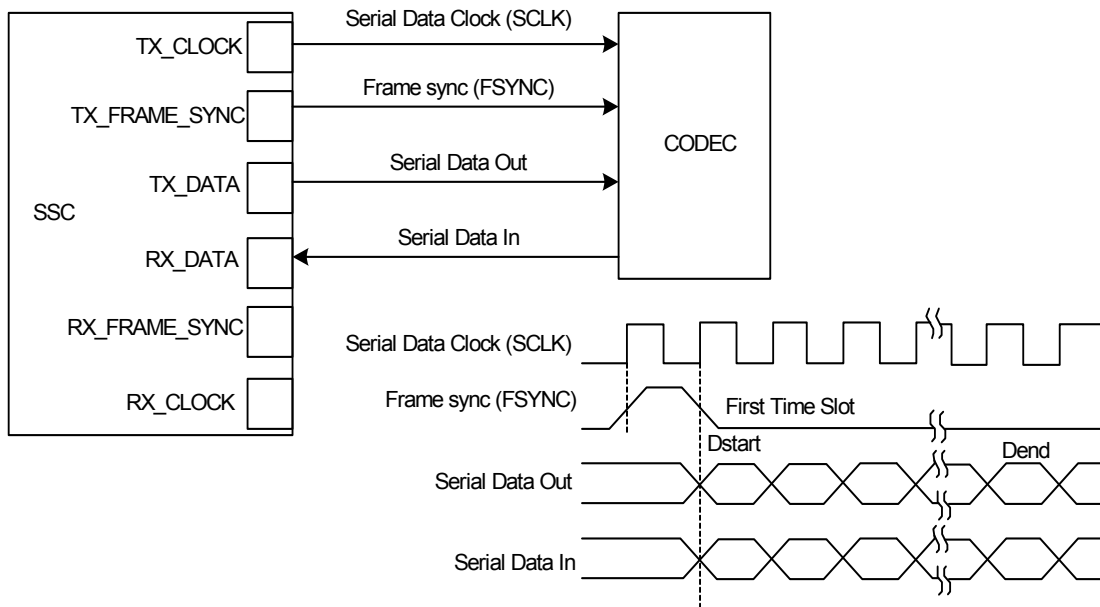 Serial Data Clock (SCLK)
TX_CLOCK
Frame sync (FSYNC)
TX_FRAME_SYNC
CODEC
Serial Data Out
TX_DATA
SSC
Serial Data In
RX_DATA
RX_FRAME_SYNC
Serial Data Clock (SCLK)
RX_CLOCK
Frame sync (FSYNC)
First Time Slot
Dstart
Dend
Serial Data Out
Serial Data In